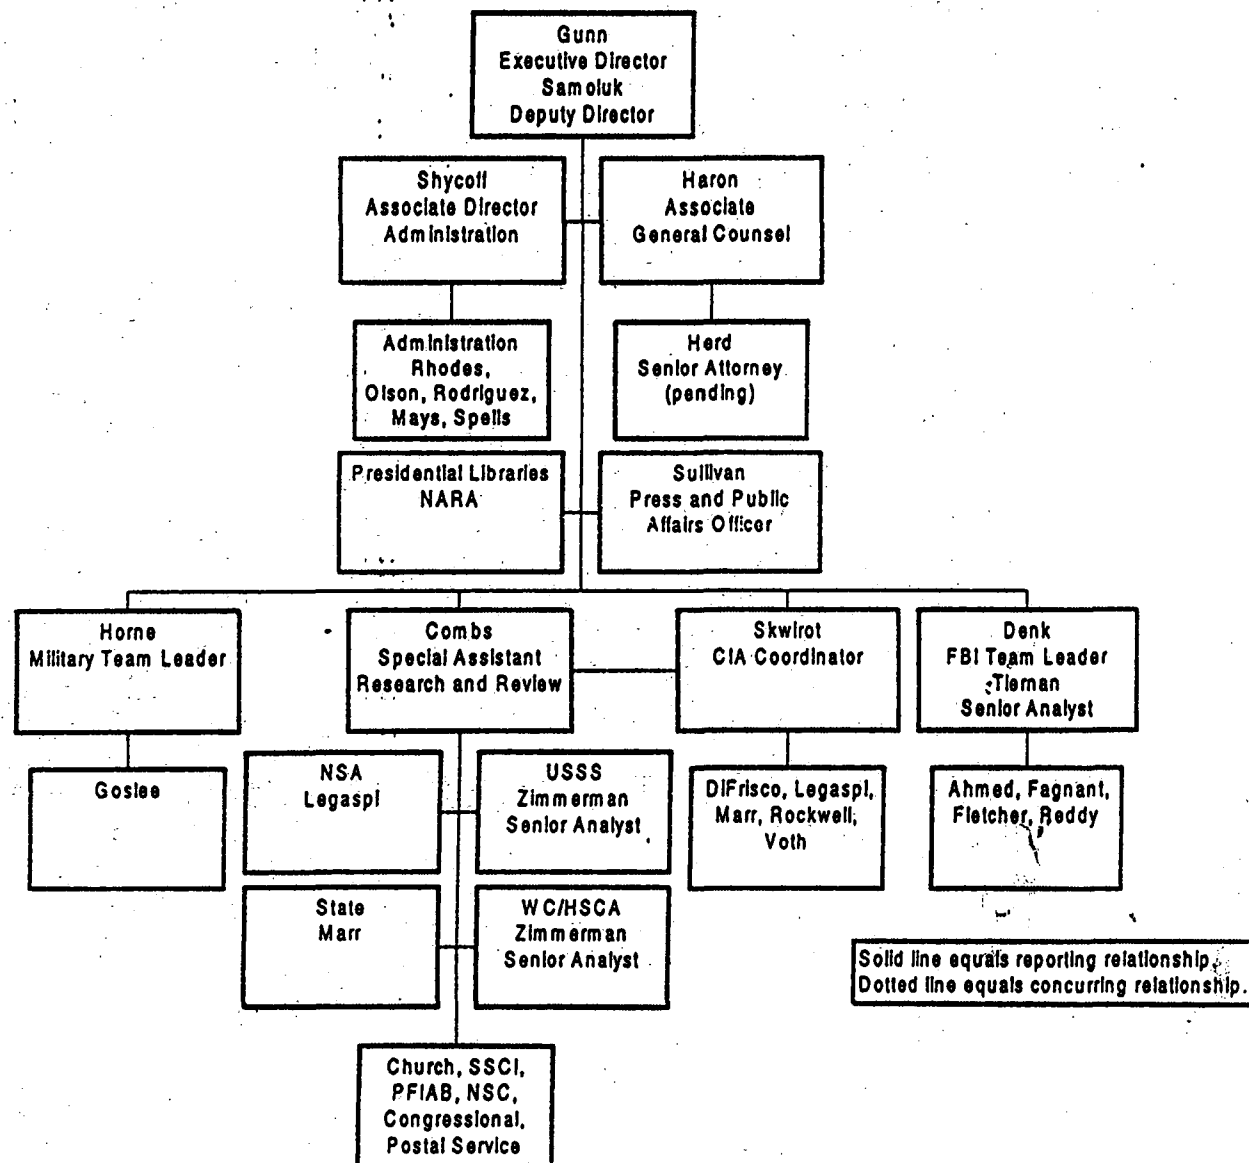 Gunn
Executive Director
Samoluk
Deputy Director
Shycoff
Associate Director
Administration
Haron
Associate
General Counsel
Administration
Rhodes,
Olson, Rodriguez,
Mays, Spells
Herd
Senior Attorney
(pending)
Presidential Libraries
NARA
Sullivan
Press and Public
Affairs Officer
Horne
Military Team Leader
Combs
Special Assistant
Research and Review
Skwirot
CIA Coordinator
Denk
FBI Team Leader
Tiernan
Senior Analyst
Goslee
NSA
Legaspi
USSS
Zimmerman
Senior Analyst
DiFrisco, Legaspi,
Marr, Rockwell,
Voth
Ahmed, Fagnant,
Fletcher, Reddy
State
Marr
WC/HSCA
Zimmerman
Senior Analyst
Solid line equals reporting relationship.
Dotted line equals concurring relationship.
Church, SSCI,
PFIAB, NSC,
Congressional,
Postal Service